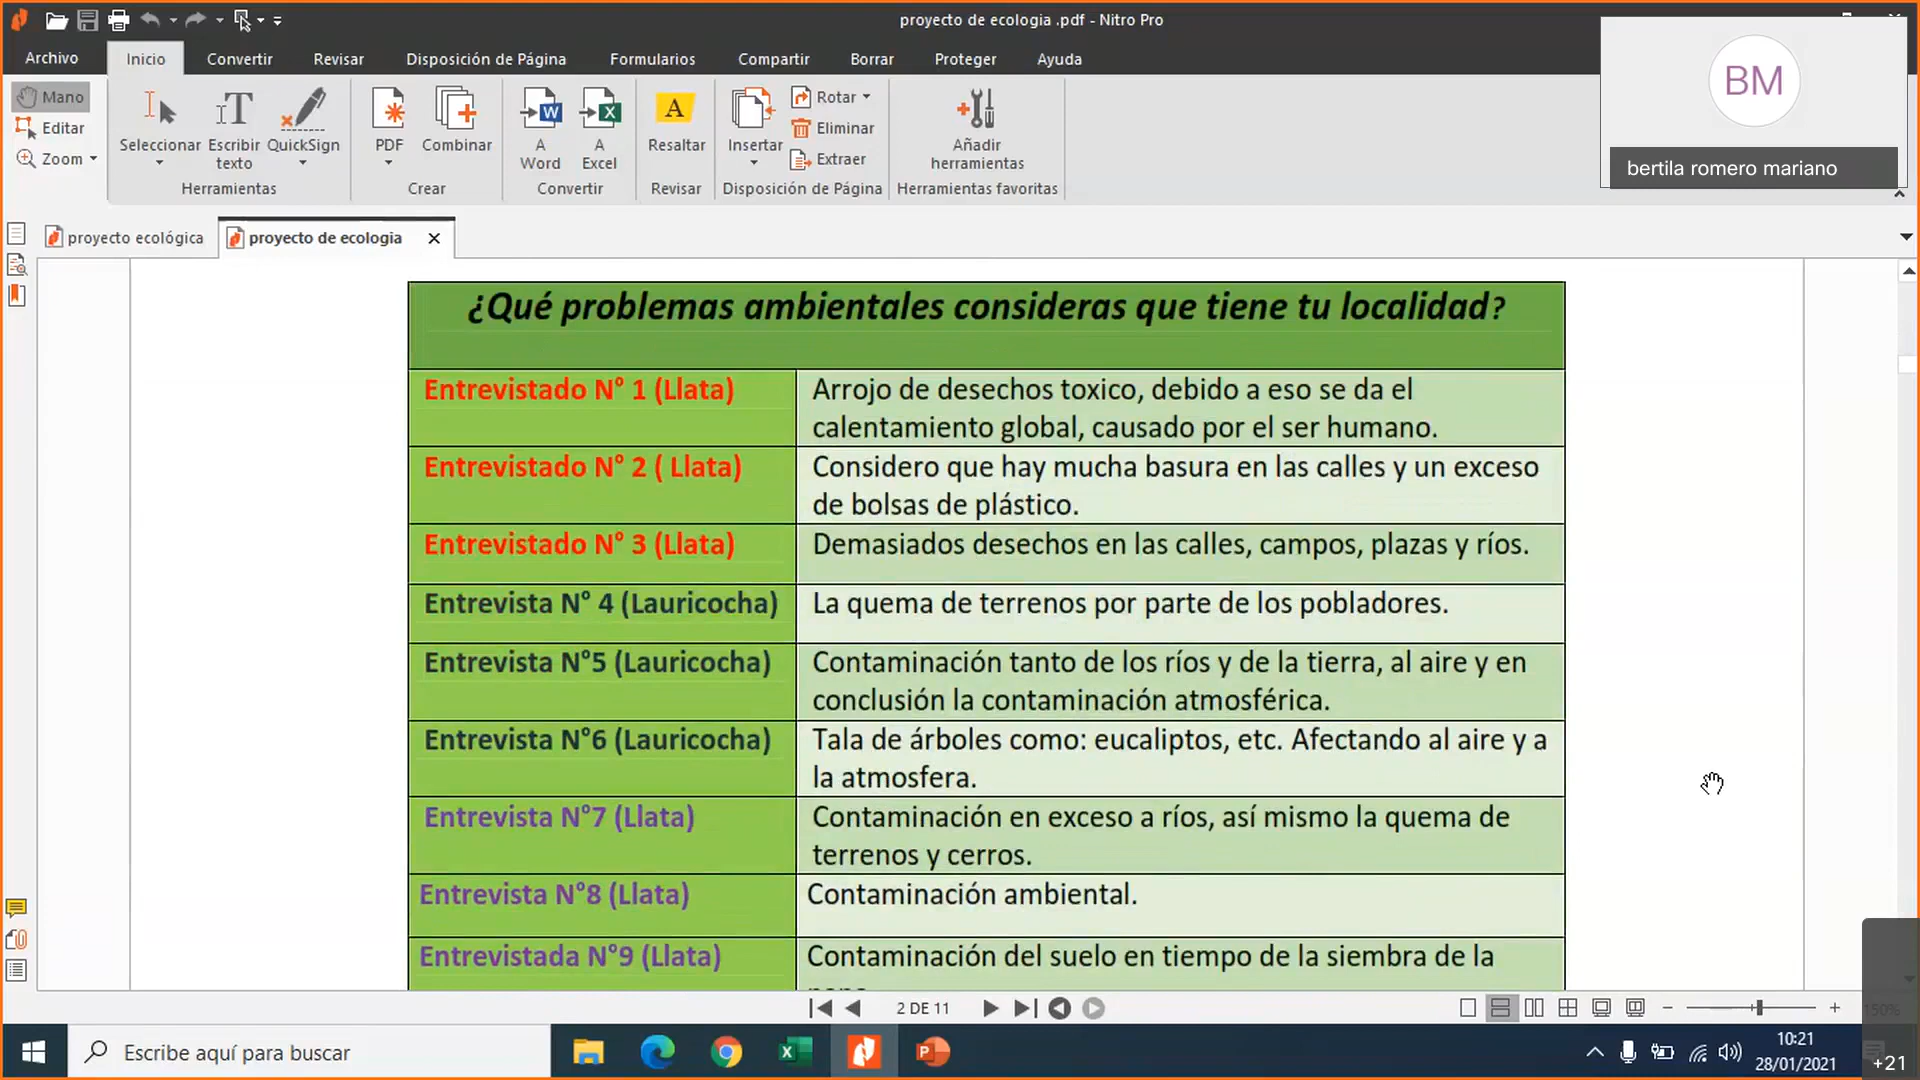 proyecto de ecologia .pdf - Nitro Pro
Archivo
Inicio
Convertir
Revisar
Disposición de Página
Formularios
Compartir
Borrar
Proteger
Ayuda
Mano
Editar
Zoom
Seleccionar
Escribir
texto
QuickSign
Herramientas
PDF
Combinar
Crear
A
Word
A
Excel
Convertir
Resaltar
Revisar
Insertar
Rotar
Eliminar
Extraer
Disposición de Página
Añadir
herramientas
Herramientas favoritas
BM
bertila romero mariano
proyecto ecológica
proyecto de ecologia
¿Qué problemas ambientales consideras que tiene tu localidad?
Entrevistado N° 1 (Llata)
Arrojo de desechos toxico, debido a eso se da el
calentamiento global, causado por el ser humano.
Entrevistado N° 2 ( Llata)
Considero que hay mucha basura en las calles y un exceso
de bolsas de plástico.
Entrevistado N° 3 (Llata)
Demasiados desechos en las calles, campos, plazas y ríos.
Entrevista N° 4 (Lauricocha)
La quema de terrenos por parte de los pobladores.
Entrevista N°5 (Lauricocha)
Contaminación tanto de los ríos y de la tierra, al aire y en
conclusión la contaminación atmosférica.
Entrevista N°6 (Lauricocha)
Tala de árboles como: eucaliptos, etc. Afectando al aire y a
la atmosfera.
Entrevista N°7 (Llata)
Contaminación en exceso a ríos, así mismo la quema de
terrenos y cerros.
Entrevista N°8 (Llata)
Contaminación ambiental.
Entrevistada N°9 (Llata)
Contaminación del suelo en tiempo de la siembra de la
2 DE 11
150%
Escribe aquí para buscar
10:21
28/01/2021
+21